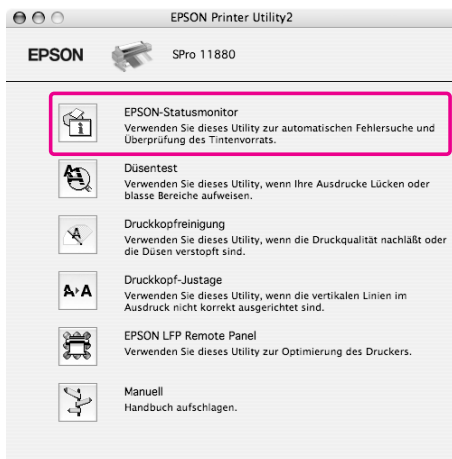 EPSON Printer Utility2
EPSON
SPro 11880
EPSON-Statusmonitor
Verwenden Sie dieses Utility zur automatischen Fehlersuche und
Überprüfung des Tintenvorrats.
Düsentest
Verwenden Sie dieses Utility, wenn Ihre Ausdrucke Lücken oder
blasse Bereiche aufweisen.
Druckkopfreinigung
Verwenden Sie dieses Utility, wenn die Druckqualität nachläßt oder
die Düsen verstopft sind.
Druckkopf-Justage
Verwenden Sie dieses Utility, wenn die vertikalen Linien im
Ausdruck nicht korrekt ausgerichtet sind.
EPSON LFP Remote Panel
Verwenden Sie dieses Utility zur Optimierung des Druckers.
Manuell
Handbuch aufschlagen.